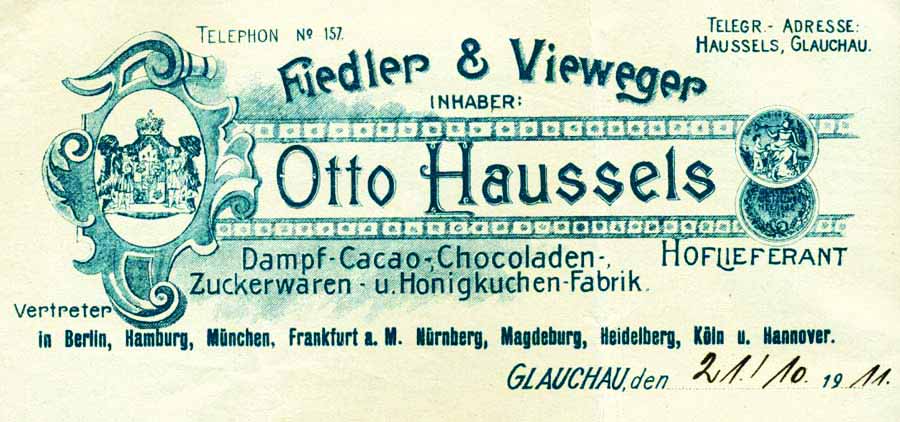 TELEPHON No 157.
TELEGR.- ADRESSE:
HAUSSELS, GLAUCHAU.
Fiedler & Vieweger
INHABER:
Otto Haussels
HOFLIEFERANT
Dampf-Cacao-, Chocoladen-,
Zuckerwaren- u. Honigkuchen-Fabrik.
Vertreter
in Berlin, Hamburg, München, Frankfurt a. M. Nürnberg, Magdeburg, Heidelberg, Köln u. Hannover.
GLAUCHAU, den 21./10. 1911.